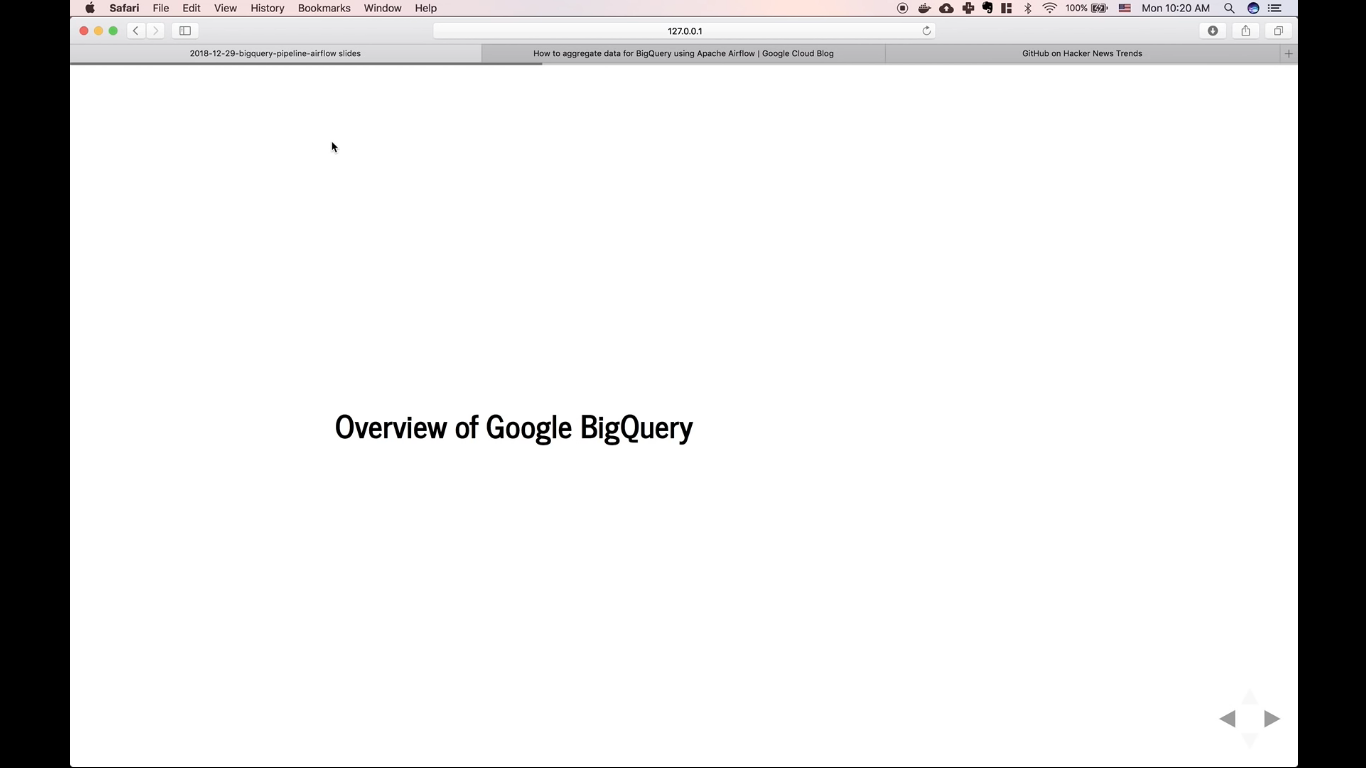 Safari File Edit View History Bookmarks Window Help 100% Mon 10:20 AM
127.0.0.1
2018-12-29-bigquery-pipeline-airflow slides How to aggregate data for BigQuery using Apache Airflow | Google Cloud Blog GitHub on Hacker News Trends
Overview of Google BigQuery